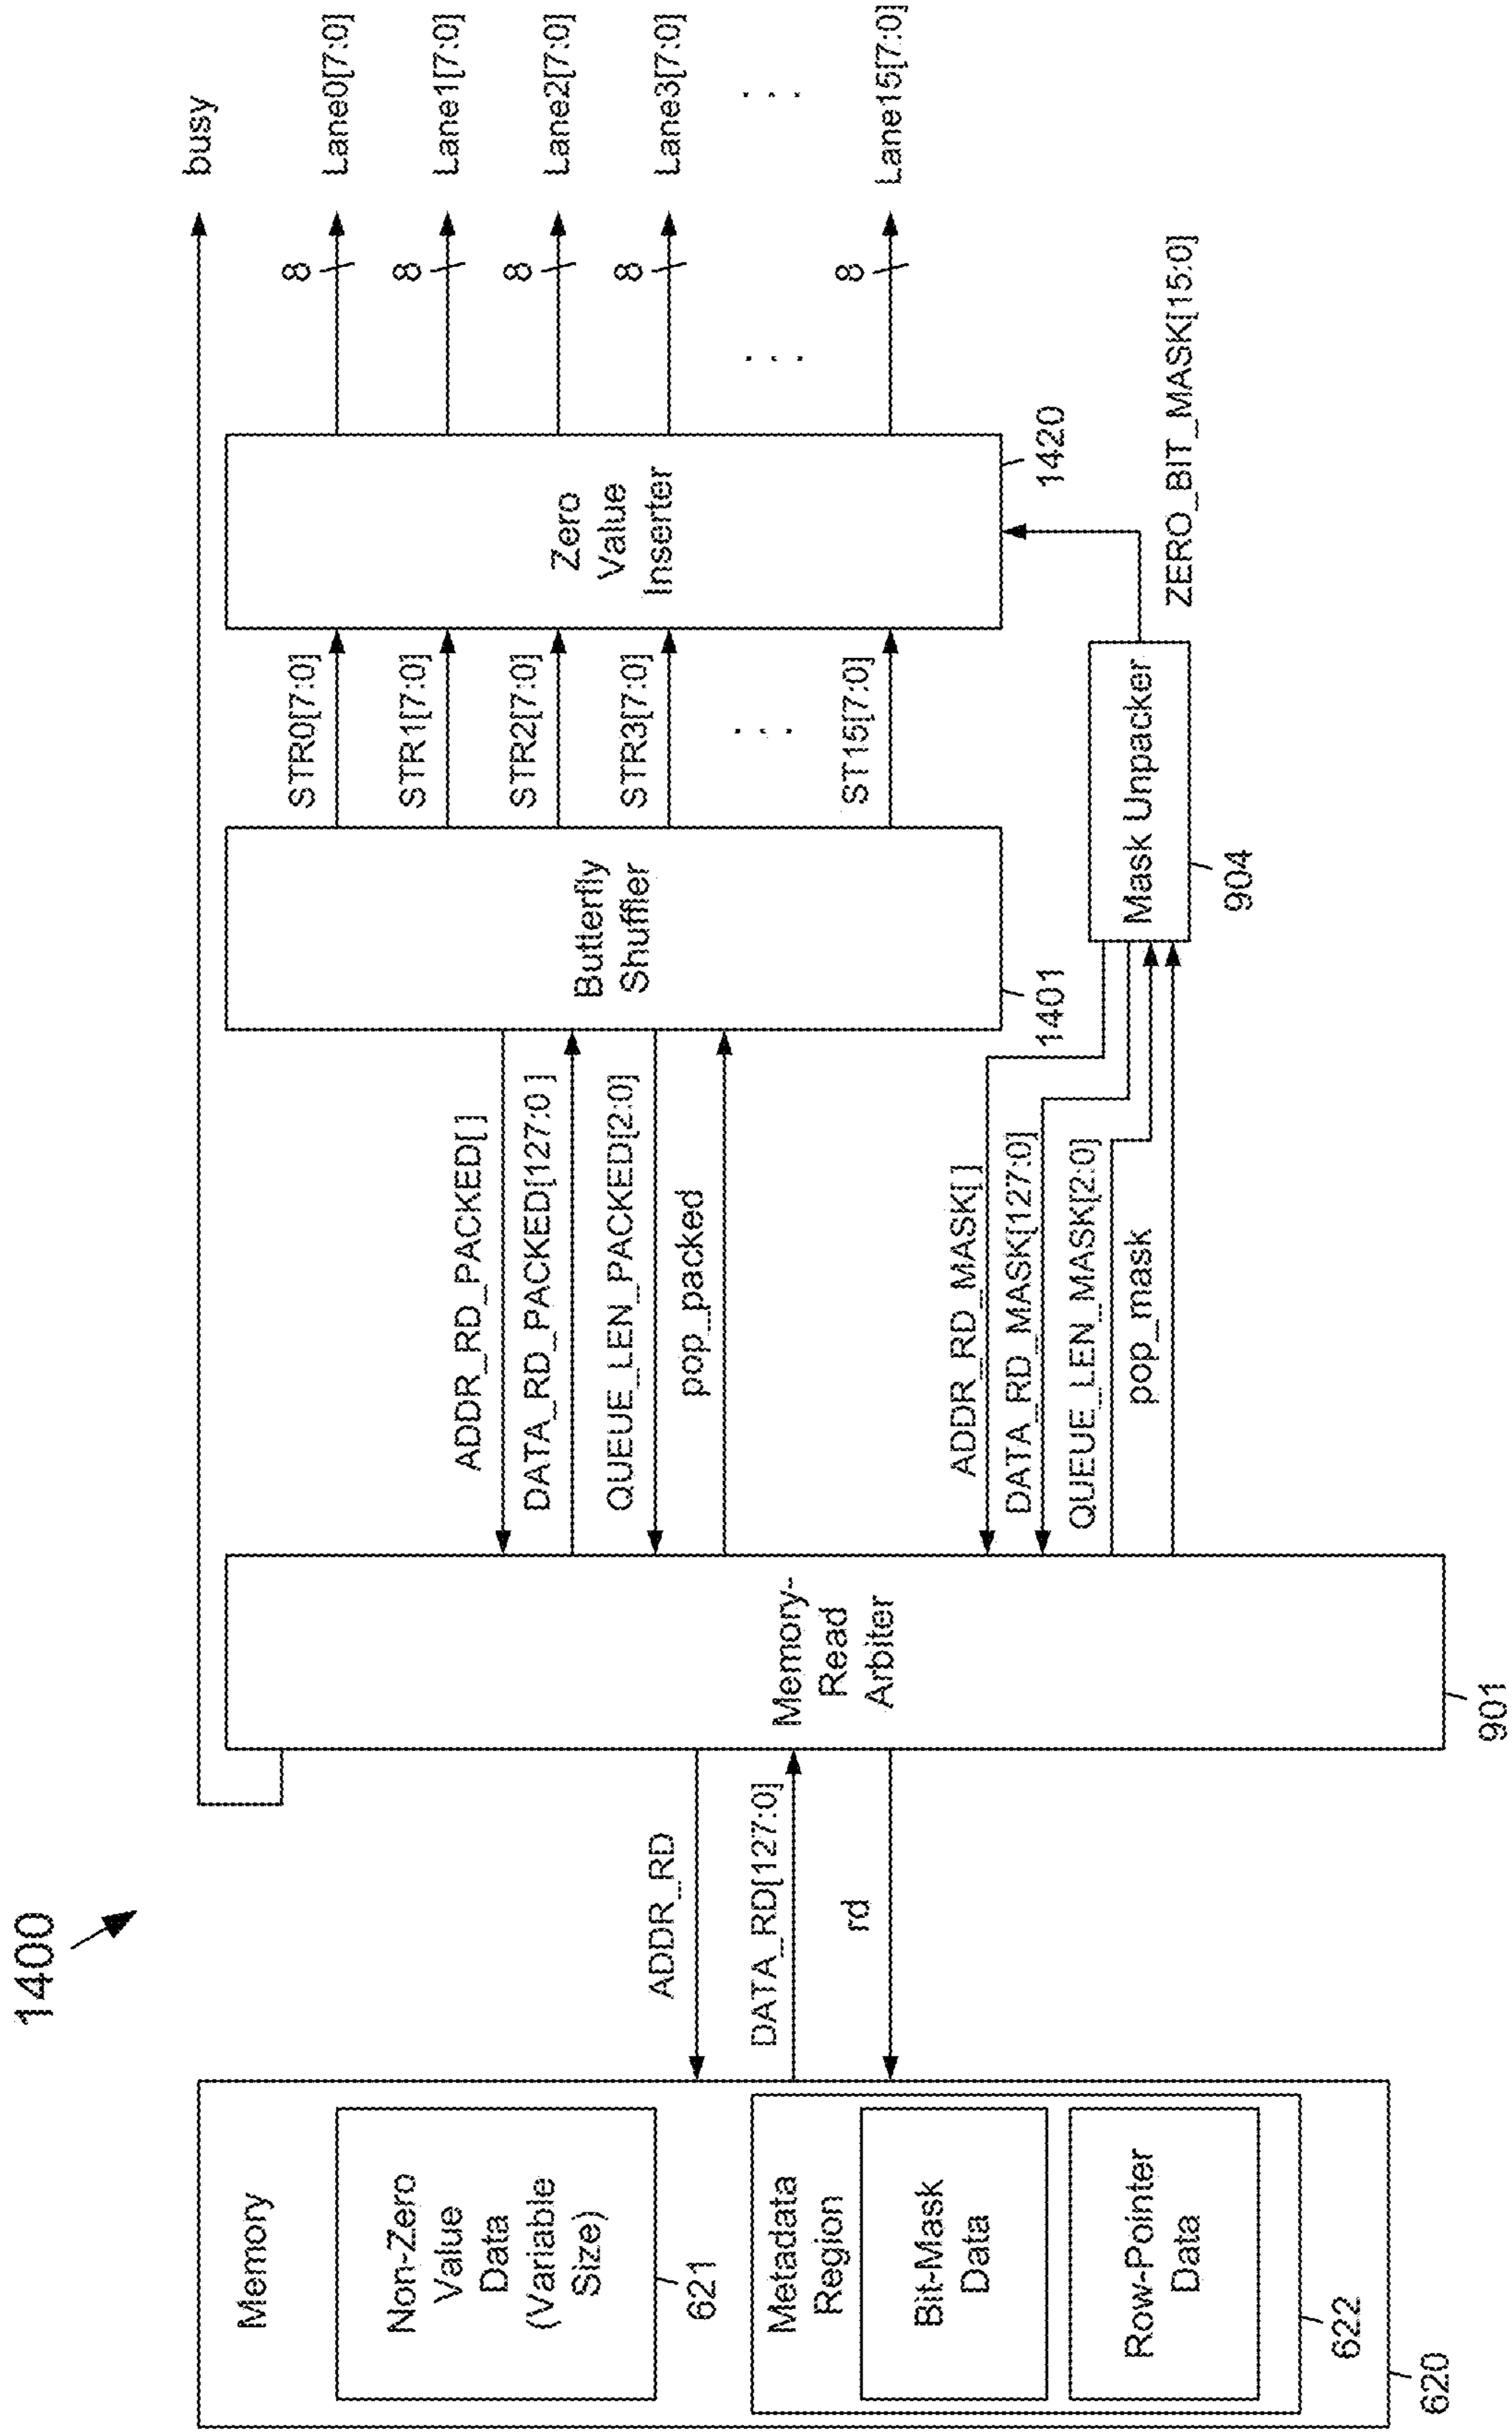 1400
Memory
Non-Zero
Value
Data
(Variable
Size)
621
Metadata
Region
Bit-Mask
Data
Row-Pointer
Data
622
620
ADDR_RD
DATA_RD[127:0]
rd
Memory-
Read
Arbiter
901
ADDR_RD_PACKED[ ]
DATA_RD_PACKED[127:0 ]
QUEUE_LEN_PACKED[2:0]
pop_packed
ADDR_RD_MASK[ ]
DATA_RD_MASK[127:0]
QUEUE_LEN_MASK[2:0]
pop_mask
Butterfly
Shuffler
1401
Mask Unpacker
904
STR0[7:0]
STR1[7:0]
STR2[7:0]
STR3[7:0]
. . .
ST15[7:0]
Zero
Value
Inserter
1420
ZERO_BIT_MASK[15:0]
8
8
8
8
. . .
8
busy
Lane0[7:0]
Lane1[7:0]
Lane2[7:0]
Lane3[7:0]
. . .
Lane15[7:0]